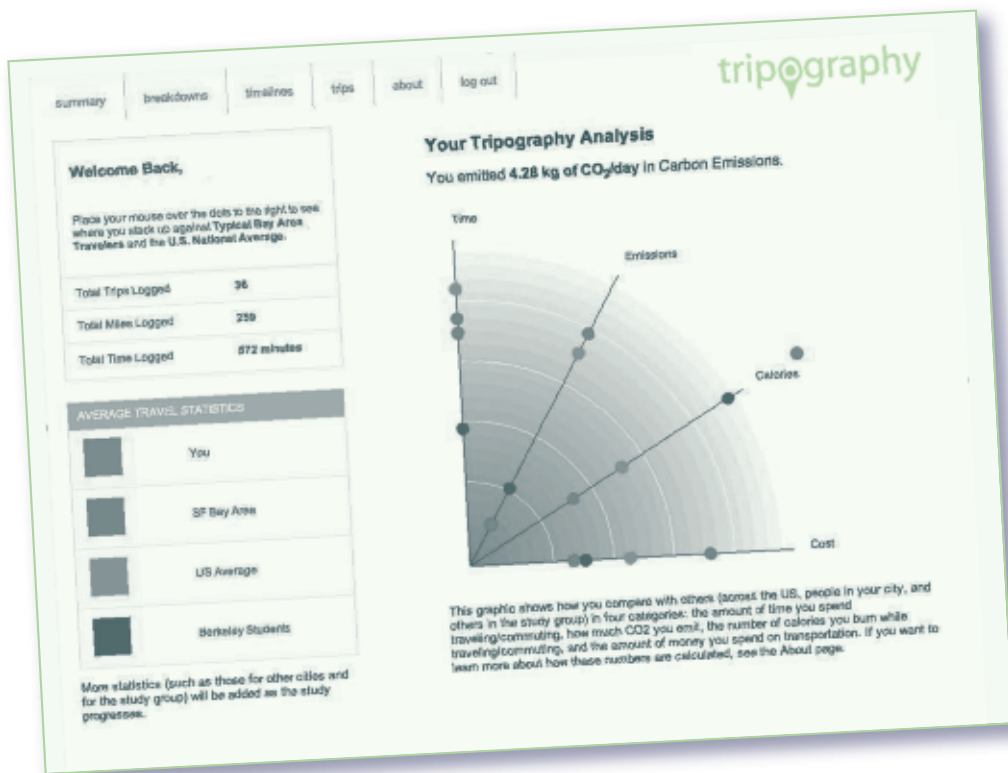 tripography
summary
breakdowns
timelines
trips
about
log out
Welcome Back,
Place your mouse over the dots to the right to see
where you stack up against Typical Bay Area
Travelers and the U.S. National Average.
Total Trips Logged 36
Total Miles Logged 259
Total Time Logged 572 minutes
AVERAGE TRAVEL STATISTICS
You
SF Bay Area
US Average
Berkeley Students
More statistics (such as those for other cities and
for the study group) will be added as the study
progresses.
Your Tripography Analysis
You emitted 4.28 kg of CO₂/day in Carbon Emissions.
Time
Emissions
Calories
Cost
This graphic shows how you compare with others (across the US, people in your city, and
others in the study group) in four categories: the amount of time you spend
traveling/commuting, how much CO2 you emit, the number of calories you burn while
traveling/commuting, and the amount of money you spend on transportation. If you want to
learn more about how these numbers are calculated, see the About page.